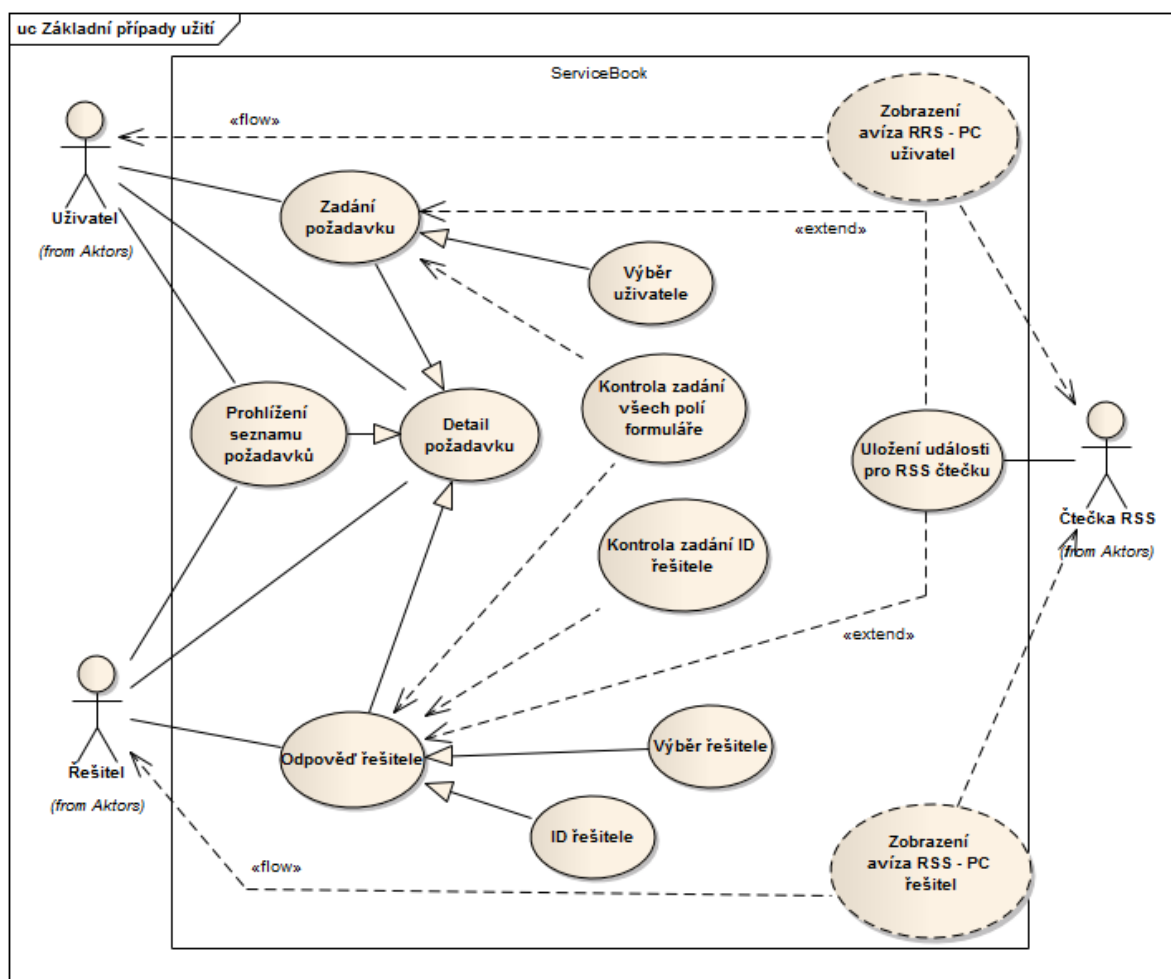 uc Základní případy užití
ServiceBook
Zobrazení
avíza RRS - PC
uživatel
«flow»
Uživatel
(from Aktors)
Zadání
požadavku
«extend»
Výběr
uživatele
Kontrola zadání
všech polí
formuláře
Prohlížení
seznamu
požadavků
Detail
požadavku
Uložení události
pro RSS čtečku
Čtečka RSS
(from Aktors)
Kontrola zadání ID
řešitele
«extend»
Řešitel
(from Aktors)
Odpověď řešitele
Výběr řešitele
ID řešitele
Zobrazení
avíza RSS - PC
řešitel
«flow»